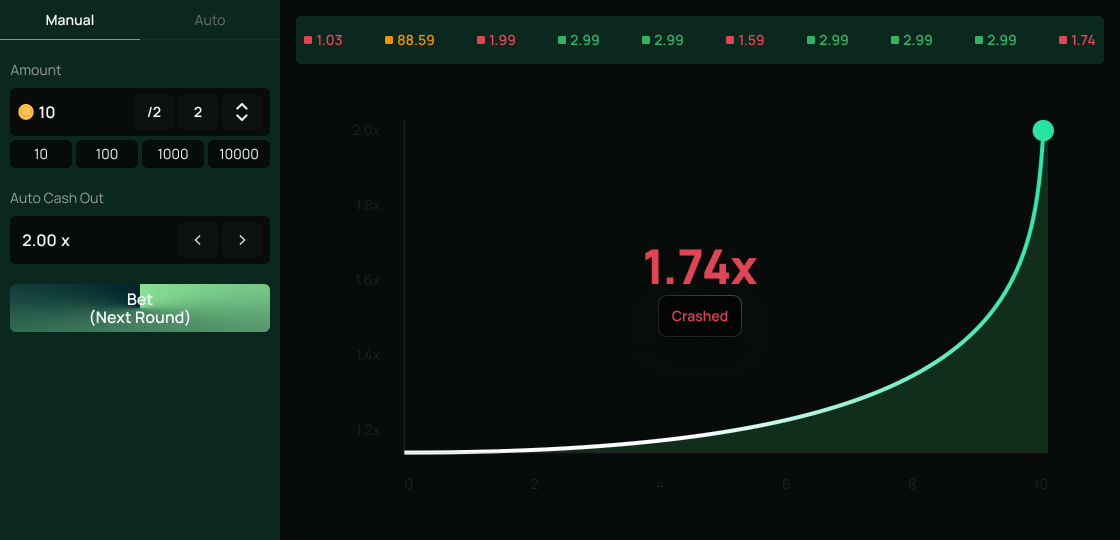 Manual Auto
1.03 88.59 1.99 2.99 2.99 1.59 2.99 2.99 2.99 1.74
Amount
10 /2 2
10 100 1000 10000
Auto Cash Out
2.00 x
Bet
(Next Round)
2.0x
1.8x
1.6x
1.4x
1.2x
1.74x
Crashed
0 2 4 6 8 10